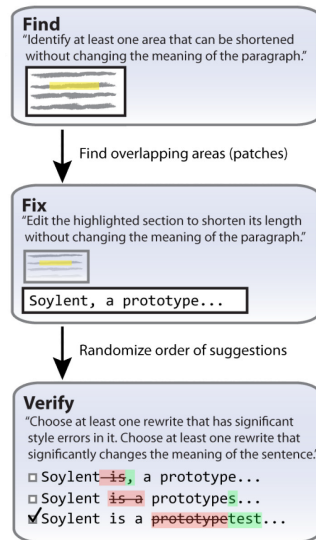 Find
“Identify at least one area that can be shortened
without changing the meaning of the paragraph.”
Find overlapping areas (patches)
Fix
“Edit the highlighted section to shorten its length
without changing the meaning of the paragraph.”
Soylent, a prototype...
Randomize order of suggestions
Verify
“Choose at least one rewrite that has significant
style errors in it. Choose at least one rewrite that
significantly changes the meaning of the sentence.”
Soylent is, a prototype...
Soylent is a prototypes...
Soylent is a prototypetest...